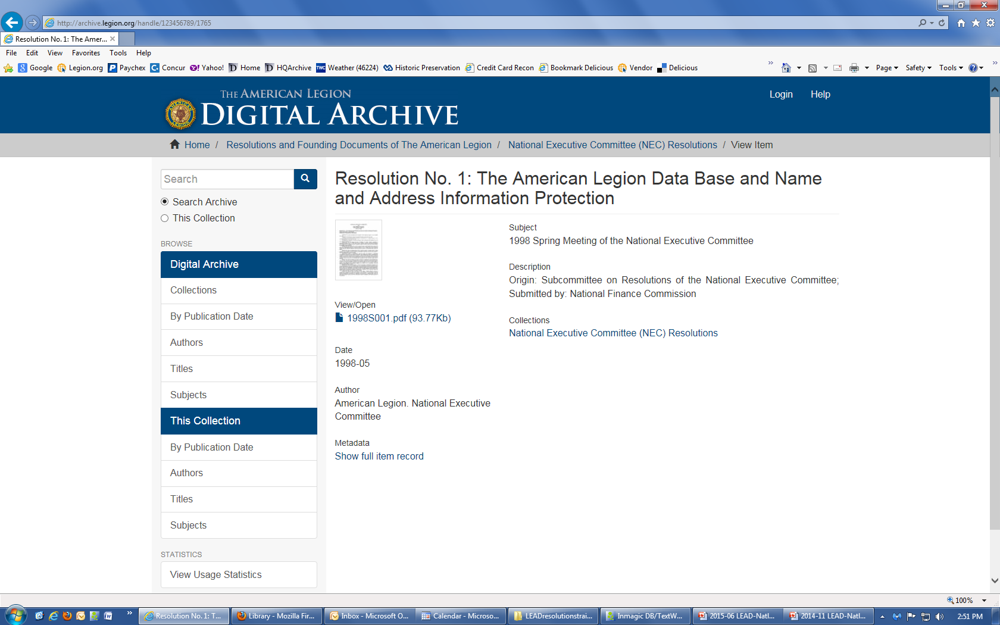 http://archive.legion.org/handle/123456789/1765
Resolution No. 1: The Amer...
File Edit View Favorites Tools Help
Google Legion.org Paychex Concur Yahoo! Home HQArchive Weather (46224) Historic Preservation Credit Card Recon Bookmark Delicious Vendor Delicious Page Safety Tools
THE AMERICAN LEGION
DIGITAL ARCHIVE
Login Help
Home / Resolutions and Founding Documents of The American Legion / National Executive Committee (NEC) Resolutions / View Item
Search
Search Archive
This Collection
BROWSE
Digital Archive
Collections
By Publication Date
Authors
Titles
Subjects
This Collection
By Publication Date
Authors
Titles
Subjects
STATISTICS
View Usage Statistics
Resolution No. 1: The American Legion Data Base and Name
and Address Information Protection
View/Open
1998S001.pdf (93.77Kb)
Date
1998-05
Author
American Legion. National Executive
Committee
Metadata
Show full item record
Subject
1998 Spring Meeting of the National Executive Committee
Description
Origin: Subcommittee on Resolutions of the National Executive Committee;
Submitted by: National Finance Commission
Collections
National Executive Committee (NEC) Resolutions
100%
Resolution No. 1: T... Library - Mozilla Fir... Inbox - Microsoft O... Calendar - Microso... LEADresolutionstrai... Inmagic DB/TextW... 2015-06 LEAD-Natl... 2014-11 LEAD-Natl... 2:51 PM